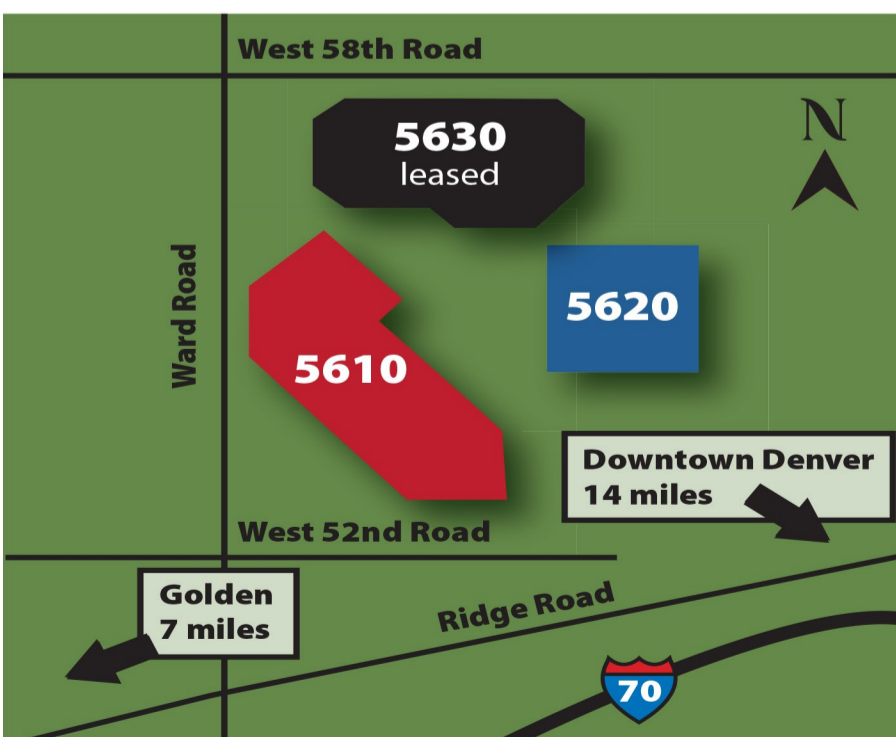 West 58th Road
N
5630
leased
5620
Ward Road
5610
Downtown Denver
14 miles
West 52nd Road
Golden
7 miles
Ridge Road
70